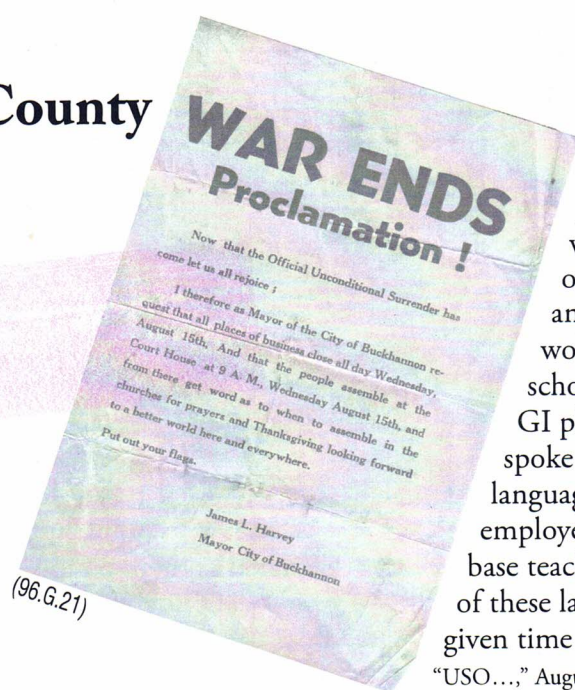 County
WAR ENDS
Proclamation !
Now that the Official Unconditional Surrender has
come let us all rejoice ;
I therefore as Mayor of the City of Buckhannon re-
quest that all places of business close all day Wednesday,
August 15th, And that the people assemble at the
Court House at 9 A. M., Wednesday August 15th, and
from there get word as to when to assemble in the
churches for prayers and Thanksgiving looking forward
to a better world here and everywhere.
Put out your flags.
James L. Harvey
Mayor City of Buckhannon
(96.G.21)
GI p
spoke
languag
employe
base teac
of these la
given time
“USO…,” Augu